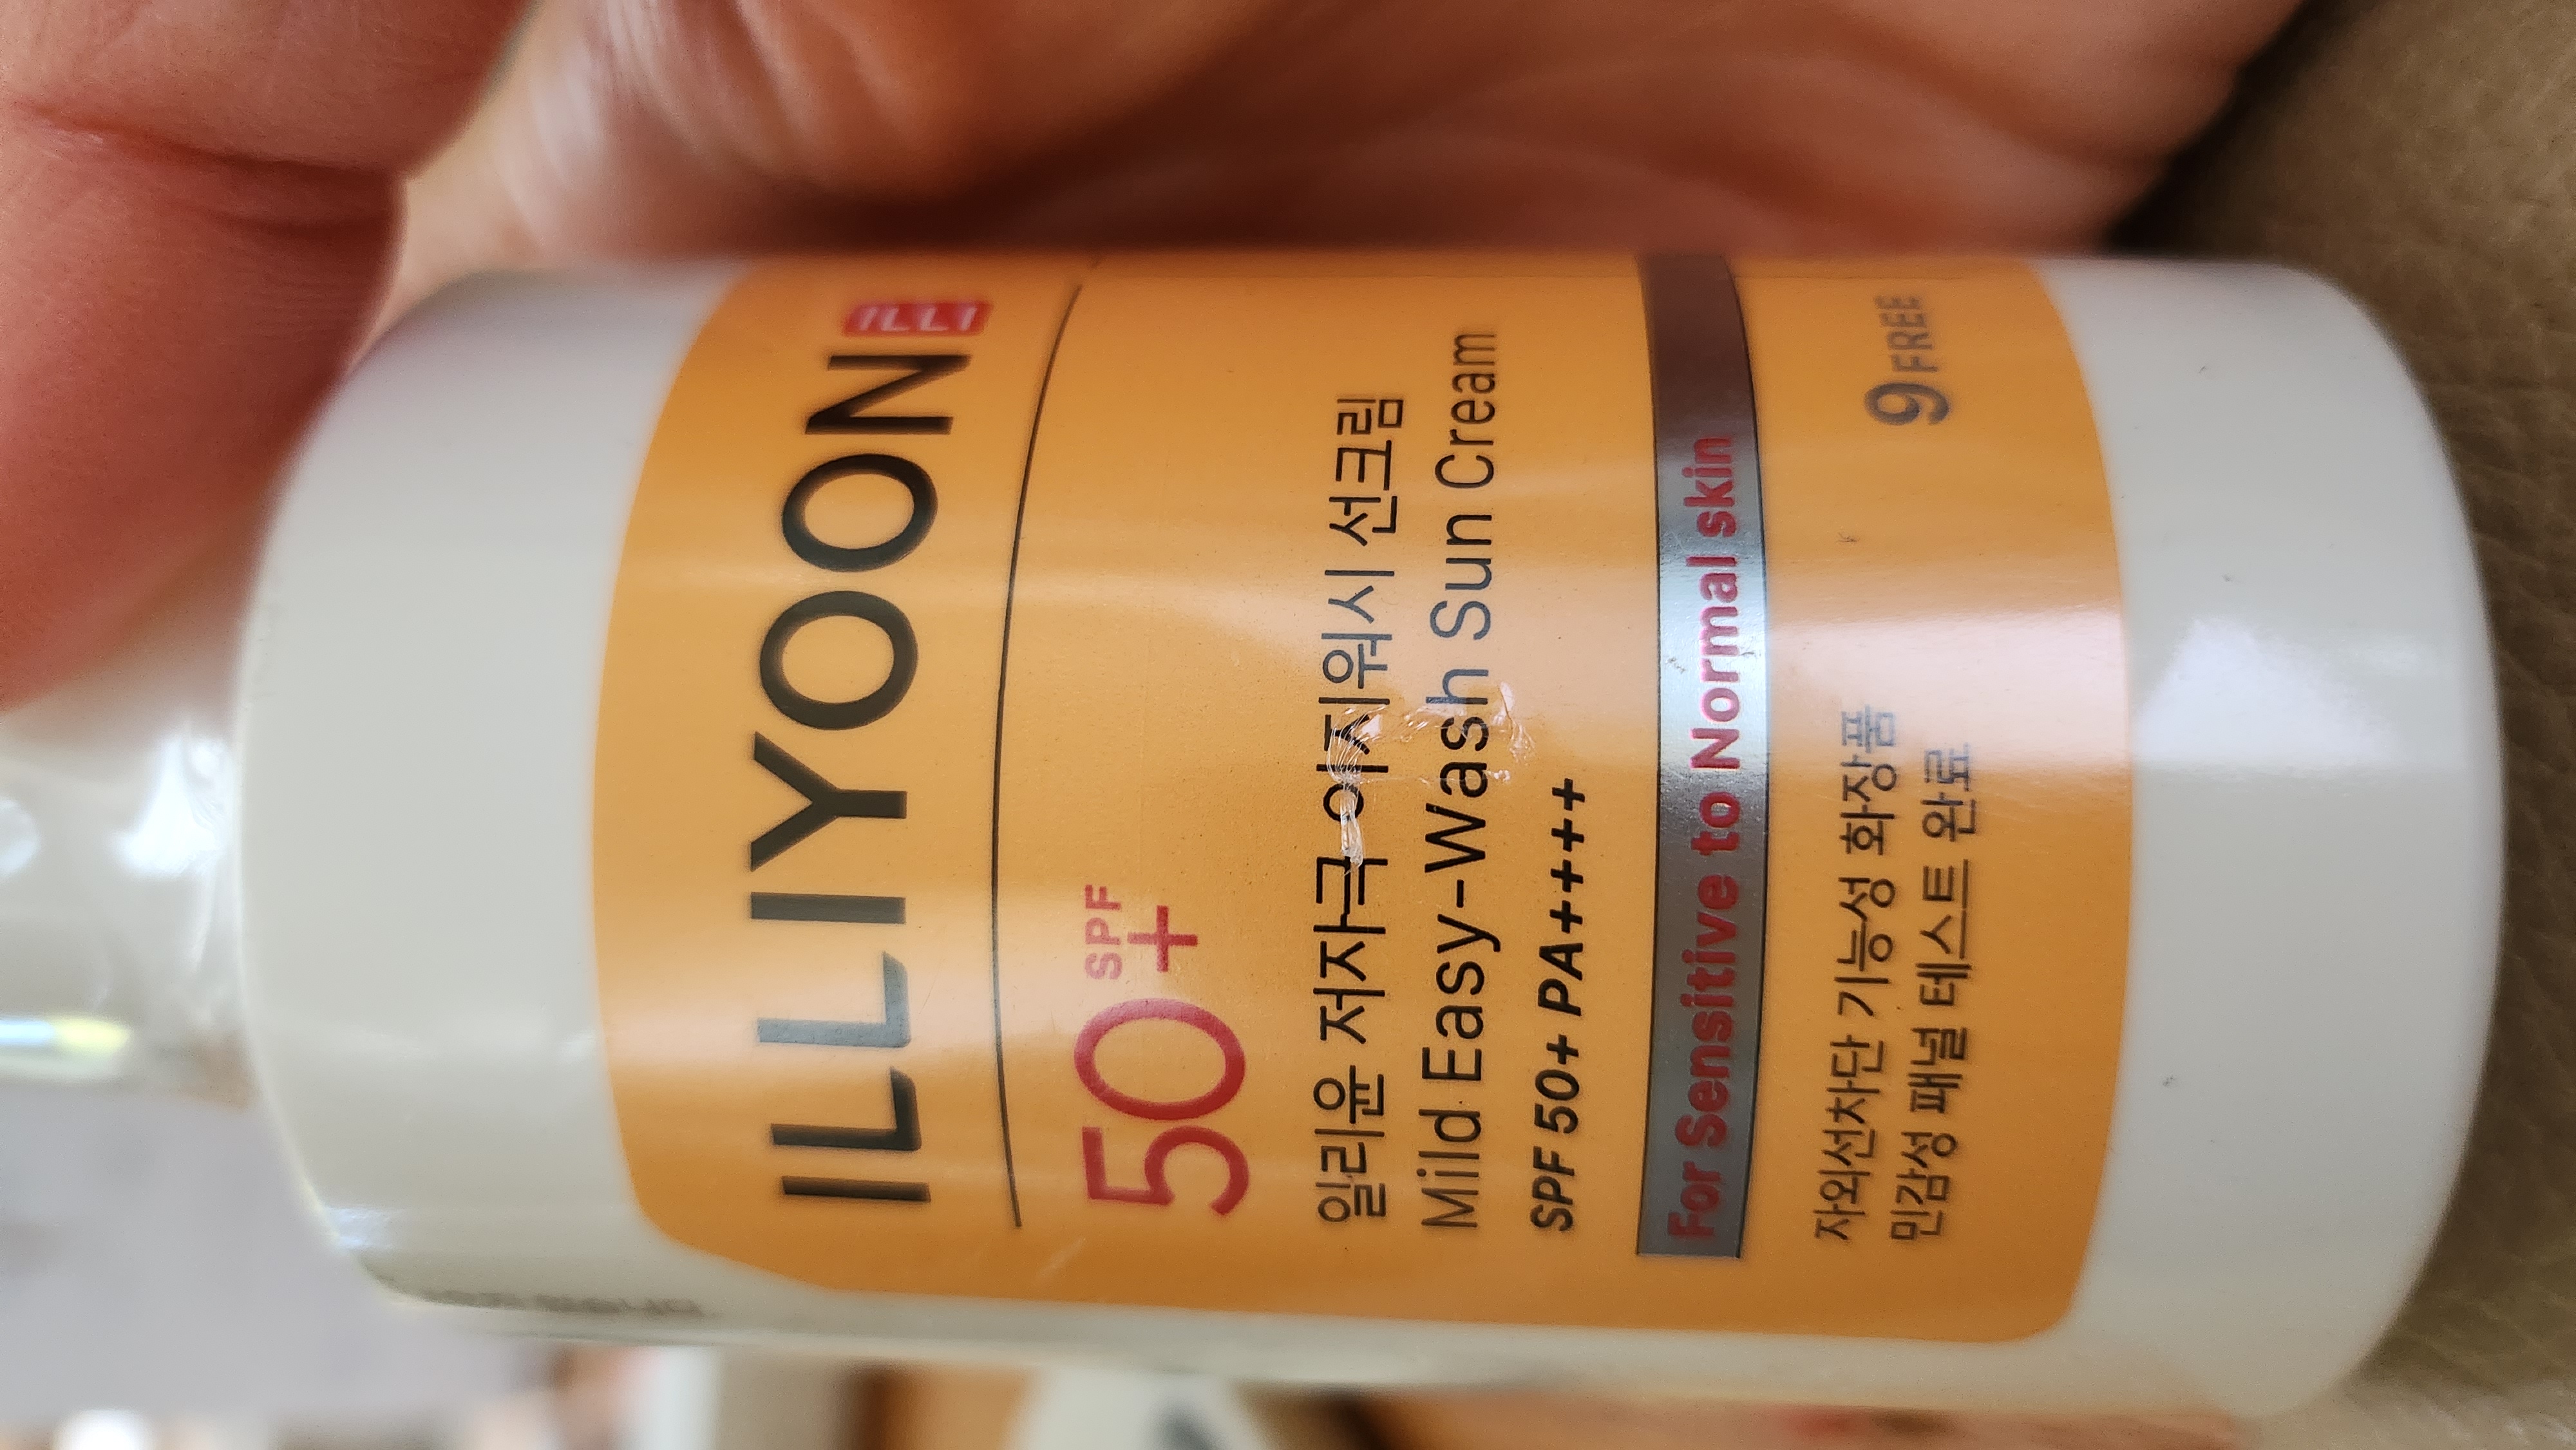 ILLIYOON ILLI
SPF
50+
일리윤 저자극 이지워시 선크림
Mild Easy-Wash Sun Cream
SPF 50+ PA++++
For Sensitive to Normal skin
자외선차단 기능성 화장품
민감성 패널 테스트 완료
9 FREE